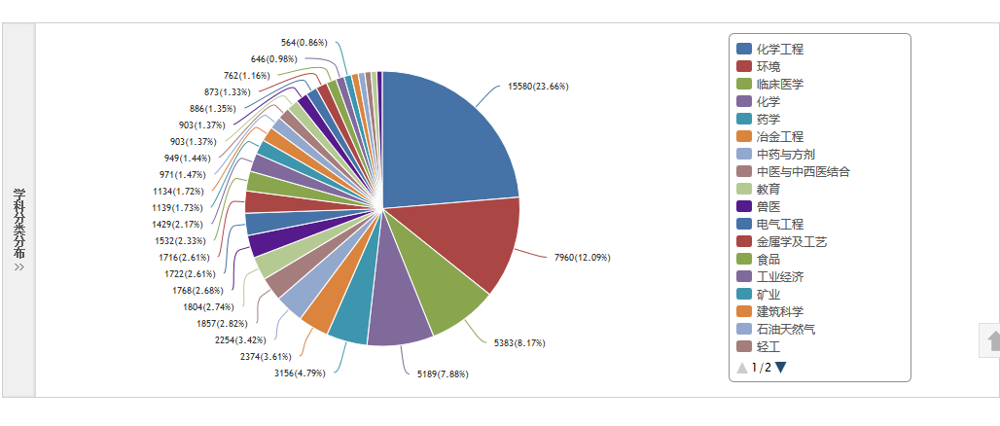 学科分类分布
564(0.86%)
646(0.98%)
762(1.16%)
873(1.33%)
886(1.35%)
903(1.37%)
903(1.37%)
949(1.44%)
971(1.47%)
1134(1.72%)
1139(1.73%)
1429(2.17%)
1532(2.33%)
1716(2.61%)
1722(2.61%)
1768(2.68%)
1804(2.74%)
1857(2.82%)
2254(3.42%)
2374(3.61%)
3156(4.79%)
5189(7.88%)
5383(8.17%)
7960(12.09%)
15580(23.66%)
化学工程
环境
临床医学
化学
药学
冶金工程
中药与方剂
中医与中西医结合
教育
兽医
电气工程
金属学及工艺
食品
工业经济
矿业
建筑科学
石油天然气
轻工
1/2